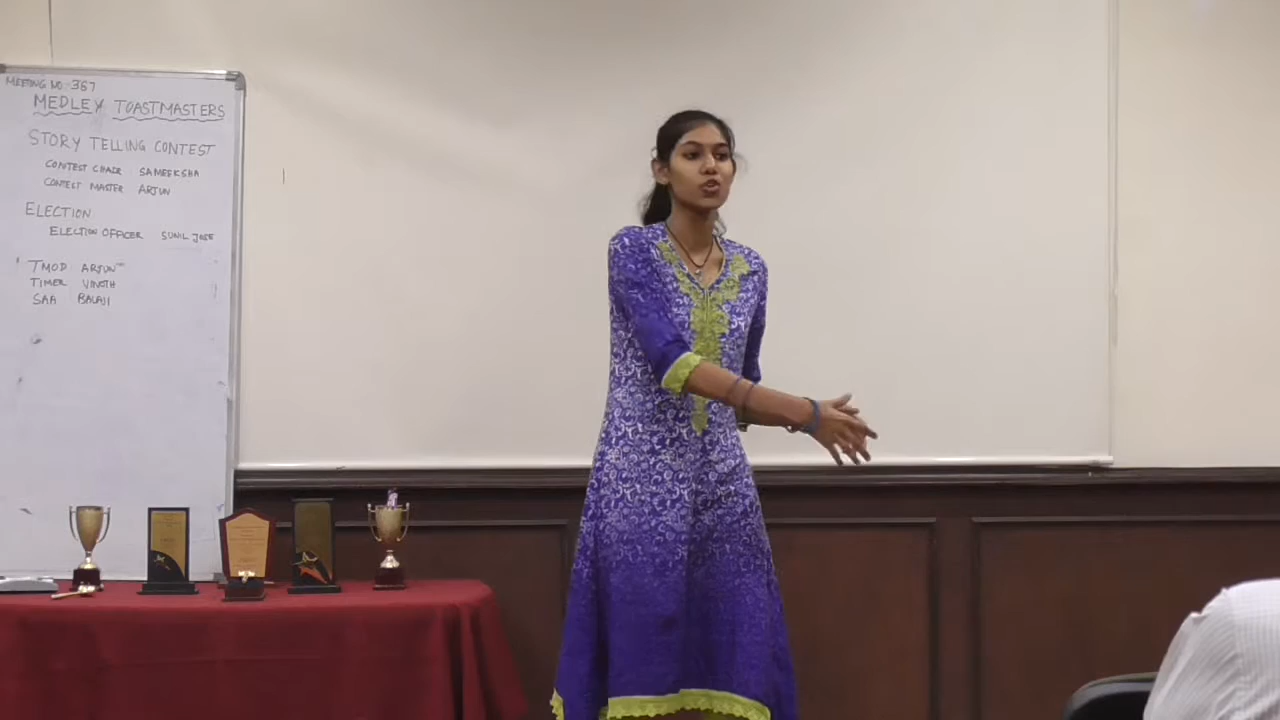 MEETING NO: 367
MEDLEY TOASTMASTERS
STORY TELLING CONTEST
CONTEST CHAIR SAMEEKSHA
CONTEST MASTER ARJUN
ELECTION
ELECTION OFFICER SUNIL JOSE
TMOD ARJUN
TIMER VINOTH
SAA BALAJI